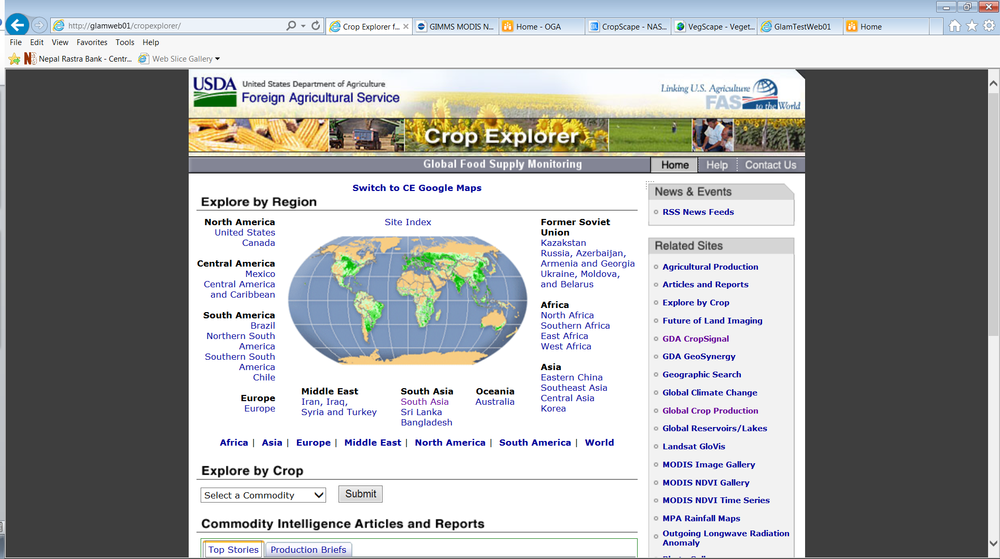 http://glamweb01/cropexplorer/
Crop Explorer f...
GIMMS MODIS N...
Home - OGA
CropScape - NAS...
VegScape - Veget...
GlamTestWeb01
Home
File Edit View Favorites Tools Help
Nepal Rastra Bank - Centr... Web Slice Gallery
USDA
United States Department of Agriculture
Foreign Agricultural Service
Linking U.S. Agriculture
FAS
to the World
Crop Explorer
Global Food Supply Monitoring
Home Help Contact Us
Switch to CE Google Maps
Explore by Region
North America
United States
Canada
Central America
Mexico
Central America
and Caribbean
South America
Brazil
Northern South
America
Southern South
America
Chile
Europe
Europe
Site Index
Middle East
Iran, Iraq,
Syria and Turkey
South Asia
South Asia
Sri Lanka
Bangladesh
Oceania
Australia
Former Soviet
Union
Kazakstan
Russia, Azerbaijan,
Armenia and Georgia
Ukraine, Moldova,
and Belarus
Africa
North Africa
Southern Africa
East Africa
West Africa
Asia
Eastern China
Southeast Asia
Central Asia
Korea
Africa | Asia | Europe | Middle East | North America | South America | World
Explore by Crop
Select a Commodity Submit
Commodity Intelligence Articles and Reports
Top Stories Production Briefs
News & Events
RSS News Feeds
Related Sites
Agricultural Production
Articles and Reports
Explore by Crop
Future of Land Imaging
GDA CropSignal
GDA GeoSynergy
Geographic Search
Global Climate Change
Global Crop Production
Global Reservoirs/Lakes
Landsat GloVis
MODIS Image Gallery
MODIS NDVI Gallery
MODIS NDVI Time Series
MPA Rainfall Maps
Outgoing Longwave Radiation
Anomaly